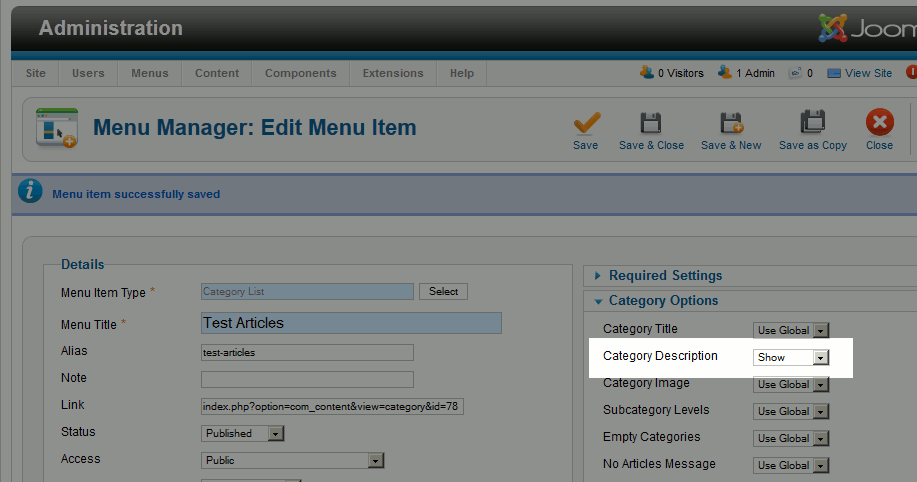 Administration
Joom
Site Users Menus Content Components Extensions Help
0 Visitors 1 Admin 0 View Site
Menu Manager: Edit Menu Item
Save Save & Close Save & New Save as Copy Close
Menu item successfully saved
Details
Menu Item Type * Category List Select
Menu Title * Test Articles
Alias test-articles
Note
Link index.php?option=com_content&view=category&id=78
Status Published
Access Public
Required Settings
Category Options
Category Title Use Global
Category Description Show
Category Image Use Global
Subcategory Levels Use Global
Empty Categories Use Global
No Articles Message Use Global